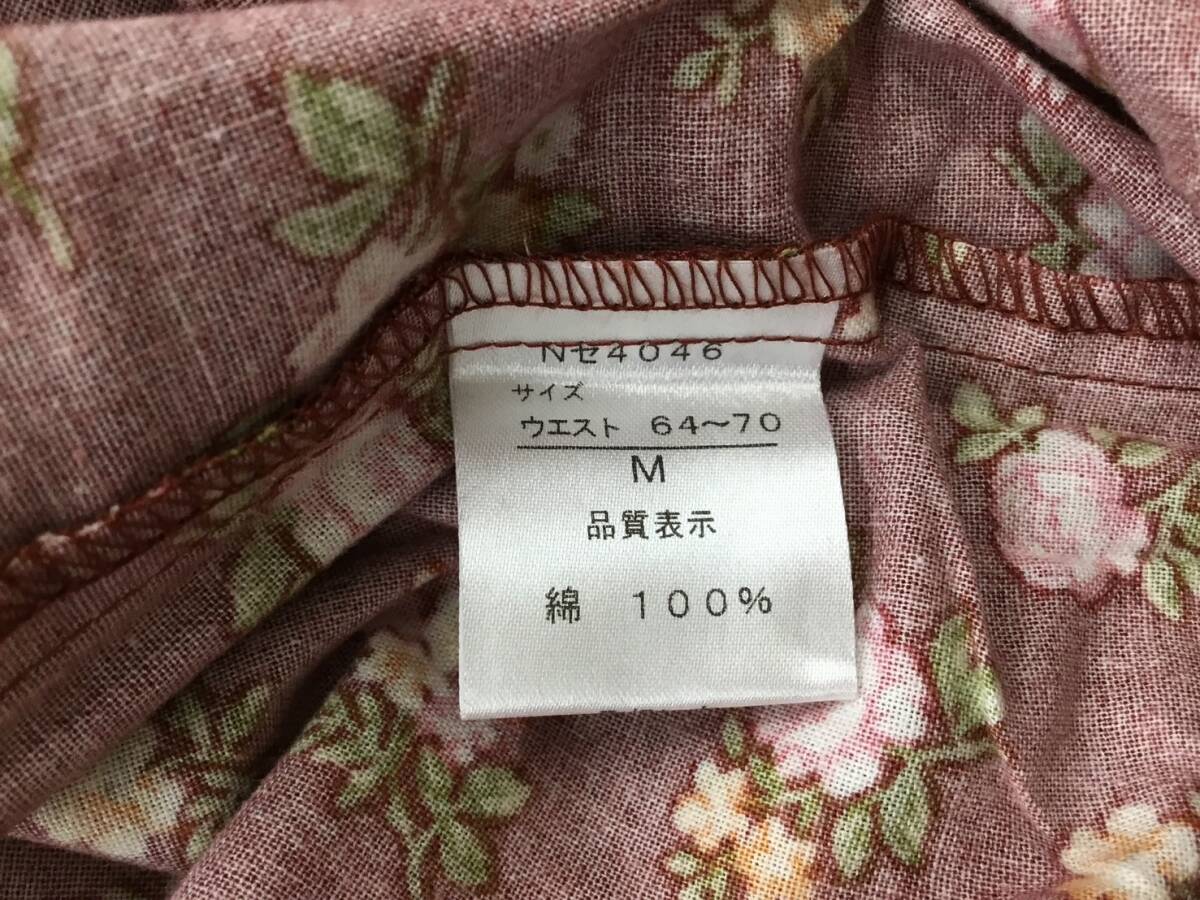 Nセ4046
サイズ
ウエスト 64～70
M
品質表示
綿 100%